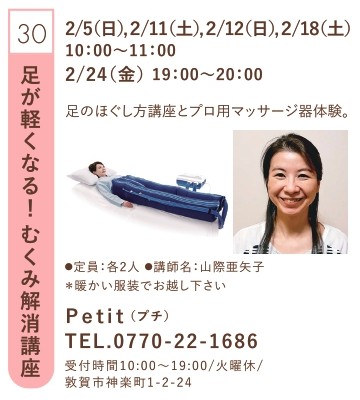 30
足が軽くなる！むくみ解消講座
2/5(日),2/11(土),2/12(日),2/18(土)
10:00〜11:00
2/24(金) 19:00〜20:00
足のほぐし方講座とプロ用マッサージ器体験。
●定員：各2人 ●講師名：山際亜矢子
＊暖かい服装でお越し下さい
Petit（プチ）
TEL.0770-22-1686
受付時間10:00〜19:00/火曜休/
敦賀市神楽町1-2-24